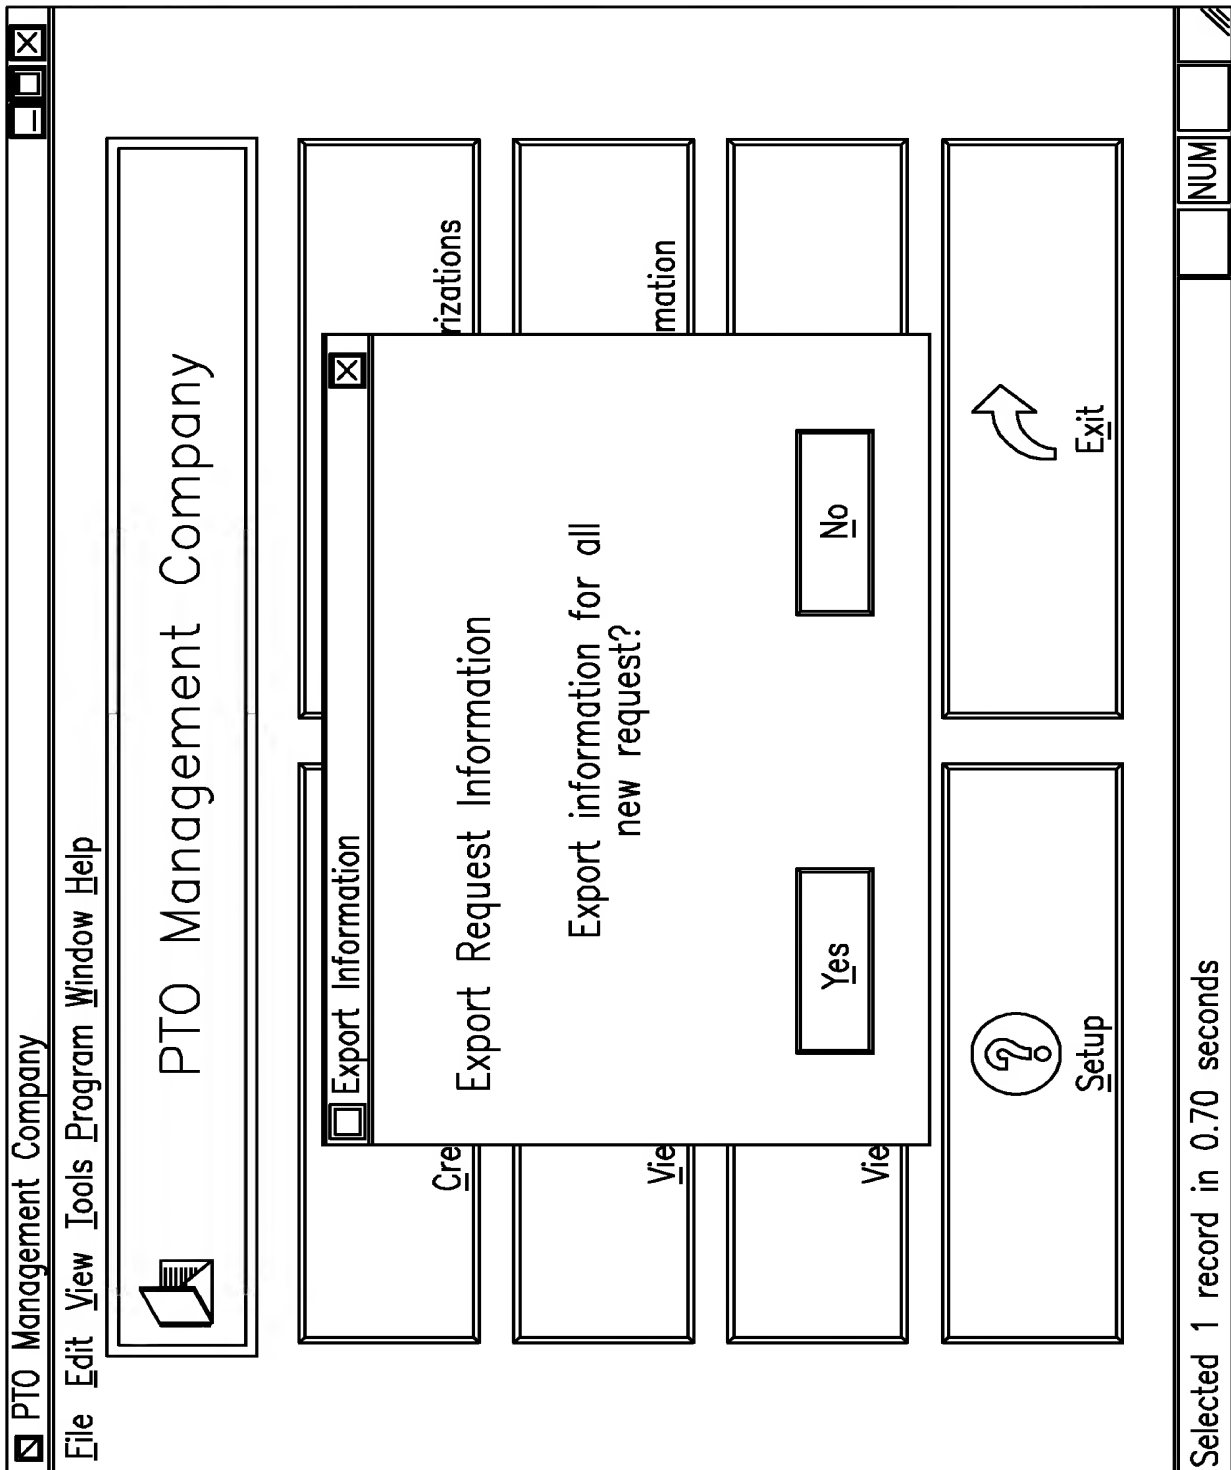 PTO Management Company
File Edit View Tools Program Window Help
PTO Management Company
Cre
rizations
Export Information
Export Request Information
Vie
mation
Export information for all
new request?
Vie
Yes
No
Setup
Exit
Selected 1 record in 0.70 seconds
NUM